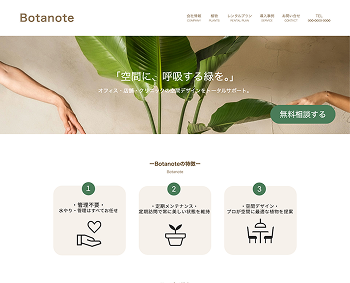 Botanote
会社情報 植物 レンタルプラン 導入事例 お問い合せ TEL
COMPANY PLANTS RENTAL PLAN SERVICE CONTACT 000-0000-0000
「空間に、呼吸する緑を。」
オフィス・店舗・クリニックの空間デザインをトータルサポート。
無料相談する
ーBotanoteの特徴ー
Botanote
1 2 3
・管理不要・
水やり・管理はすべてお任せ
・定期メンテナンス・
定期訪問で常に美しい状態を維持
・空間デザイン・
プロが空間に最適な植物を提案